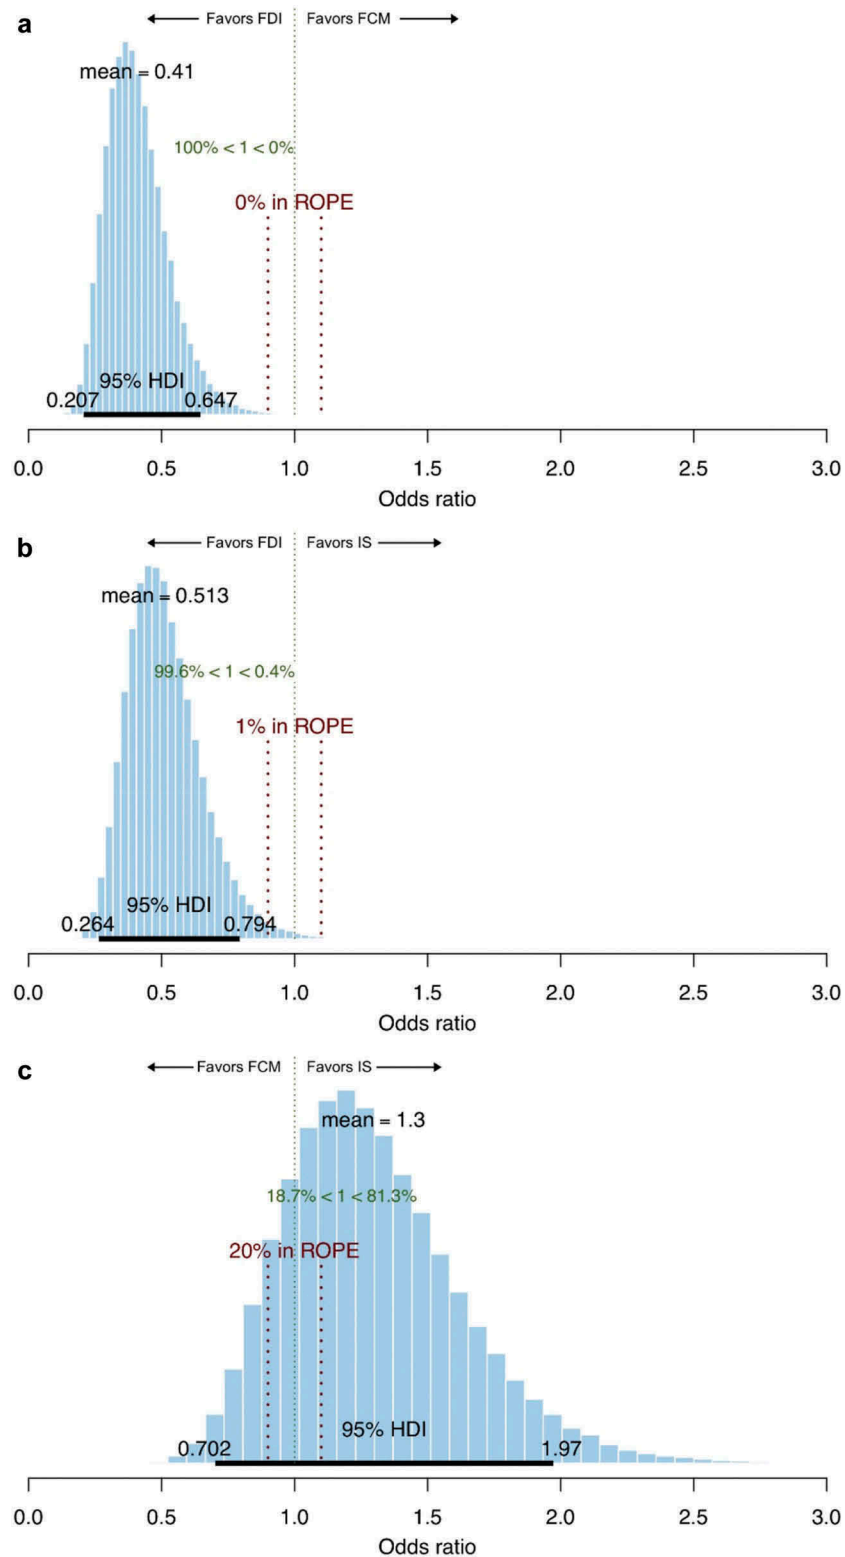 a
Favors FDI Favors FCM
mean = 0.41
100% < 1 < 0%
0% in ROPE
95% HDI
0.207 0.647
0.0 0.5 1.0 1.5 2.0 2.5 3.0
Odds ratio
b
Favors FDI Favors IS
mean = 0.513
99.6% < 1 < 0.4%
1% in ROPE
95% HDI
0.264 0.794
0.0 0.5 1.0 1.5 2.0 2.5 3.0
Odds ratio
c
Favors FCM Favors IS
mean = 1.3
18.7% < 1 < 81.3%
20% in ROPE
95% HDI
0.702 1.97
0.0 0.5 1.0 1.5 2.0 2.5 3.0
Odds ratio